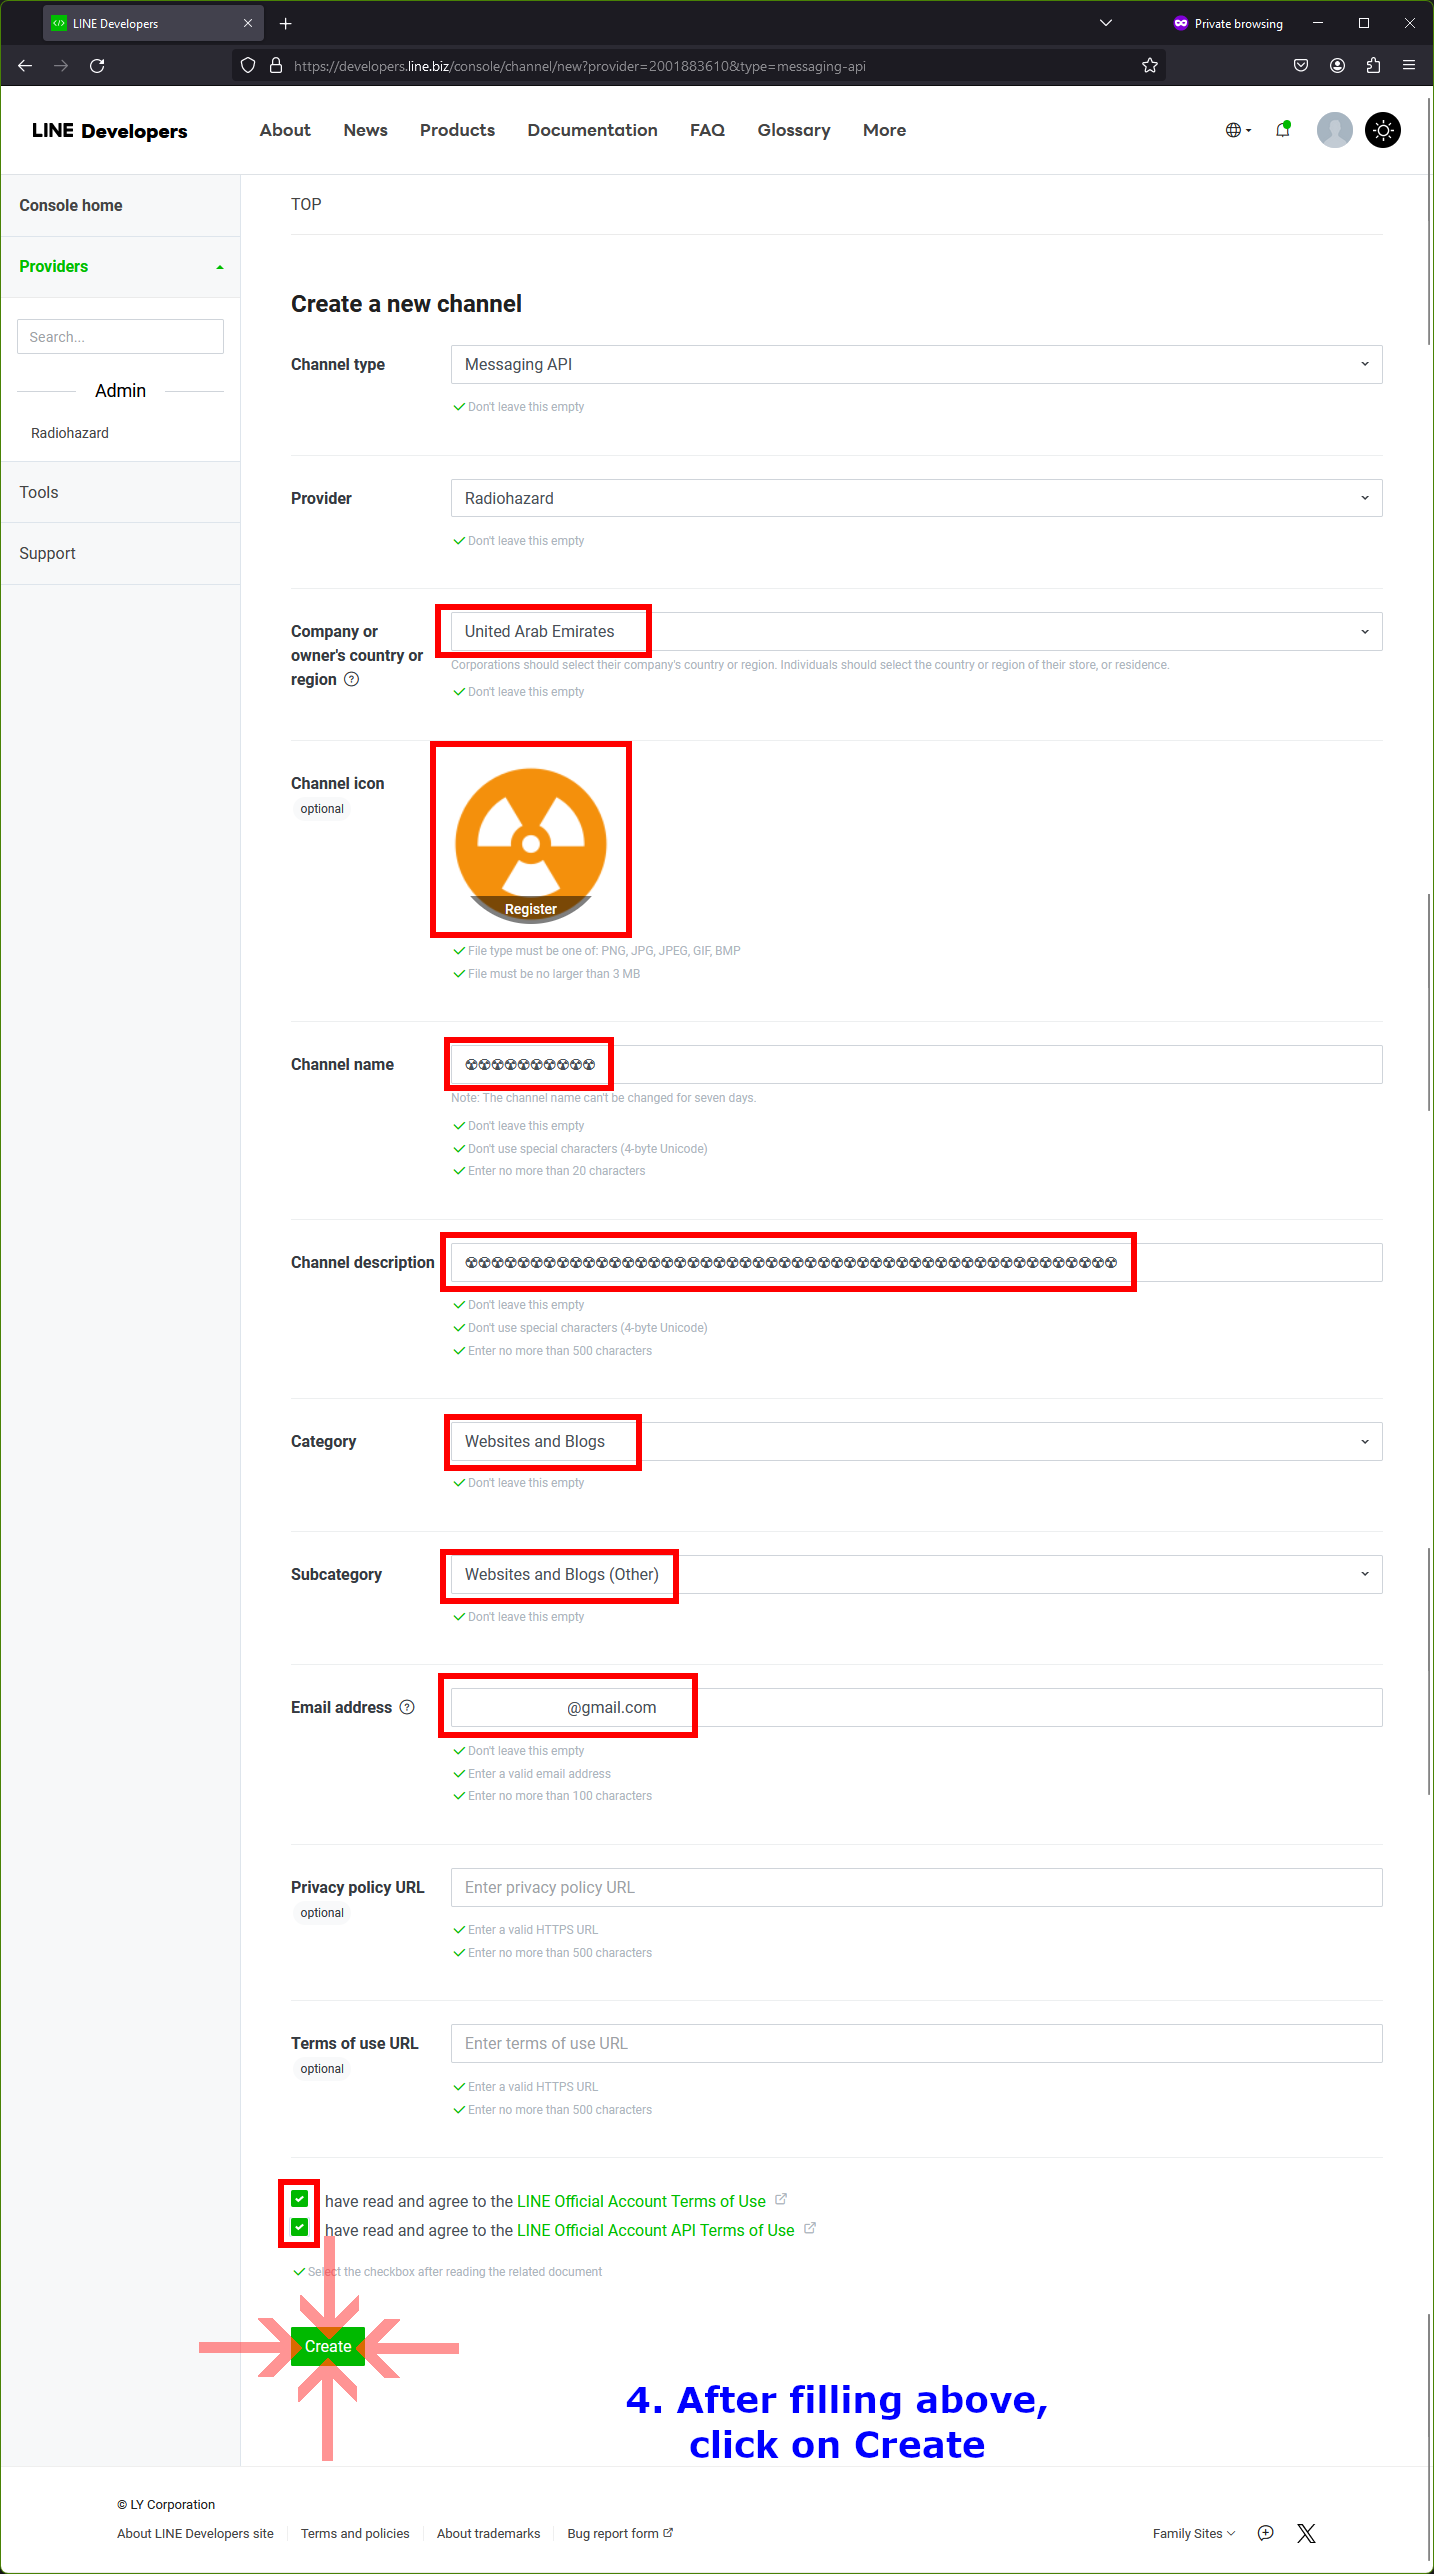 LINE Developers
Private browsing
https://developers.line.biz/console/channel/new?provider=2001883610&type=messaging-api
LINE Developers
About
News
Products
Documentation
FAQ
Glossary
More
Console home
Providers
Search...
Admin
Radiohazard
Tools
Support
TOP
Create a new channel
Channel type
Messaging API
Don't leave this empty
Provider
Radiohazard
Don't leave this empty
Company or
owner's country or
region
United Arab Emirates
Corporations should select their company's country or region. Individuals should select the country or region of their store, or residence.
Don't leave this empty
Channel icon
optional
Register
File type must be one of: PNG, JPG, JPEG, GIF, BMP
File must be no larger than 3 MB
Channel name
☢☢☢☢☢☢☢☢☢☢
Note: The channel name can't be changed for seven days.
Don't leave this empty
Don't use special characters (4-byte Unicode)
Enter no more than 20 characters
Channel description
☢☢☢☢☢☢☢☢☢☢☢☢☢☢☢☢☢☢☢☢☢☢☢☢☢☢☢☢☢☢☢☢☢☢☢☢☢☢☢☢☢☢☢☢☢☢☢☢☢☢
Don't leave this empty
Don't use special characters (4-byte Unicode)
Enter no more than 500 characters
Category
Websites and Blogs
Don't leave this empty
Subcategory
Websites and Blogs (Other)
Don't leave this empty
Email address
@gmail.com
Don't leave this empty
Enter a valid email address
Enter no more than 100 characters
Privacy policy URL
optional
Enter privacy policy URL
Enter a valid HTTPS URL
Enter no more than 500 characters
Terms of use URL
optional
Enter terms of use URL
Enter a valid HTTPS URL
Enter no more than 500 characters
have read and agree to the LINE Official Account Terms of Use
have read and agree to the LINE Official Account API Terms of Use
Select the checkbox after reading the related document
Create
4. After filling above,
click on Create
© LY Corporation
About LINE Developers site
Terms and policies
About trademarks
Bug report form
Family Sites